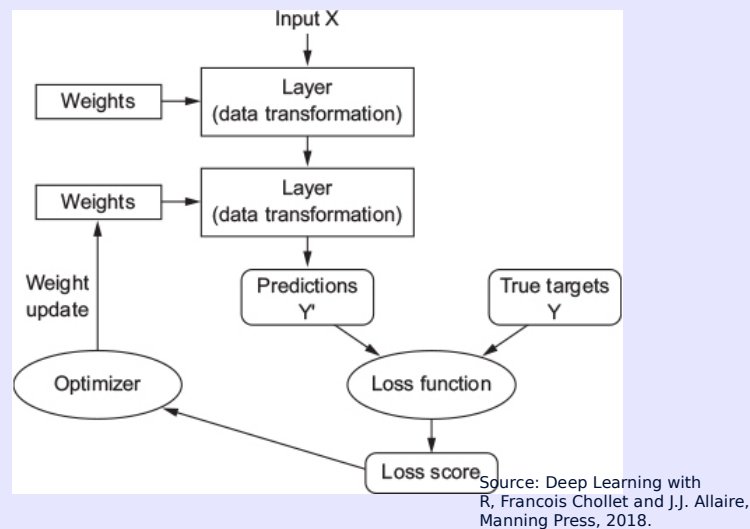 Input X
Layer
(data transformation)
Weights
Layer
(data transformation)
Weights
Weight
update
Predictions
Y'
True targets
Y
Optimizer
Loss function
Loss score
Source: Deep Learning with
R, Francois Chollet and J.J. Allaire,
Manning Press, 2018.